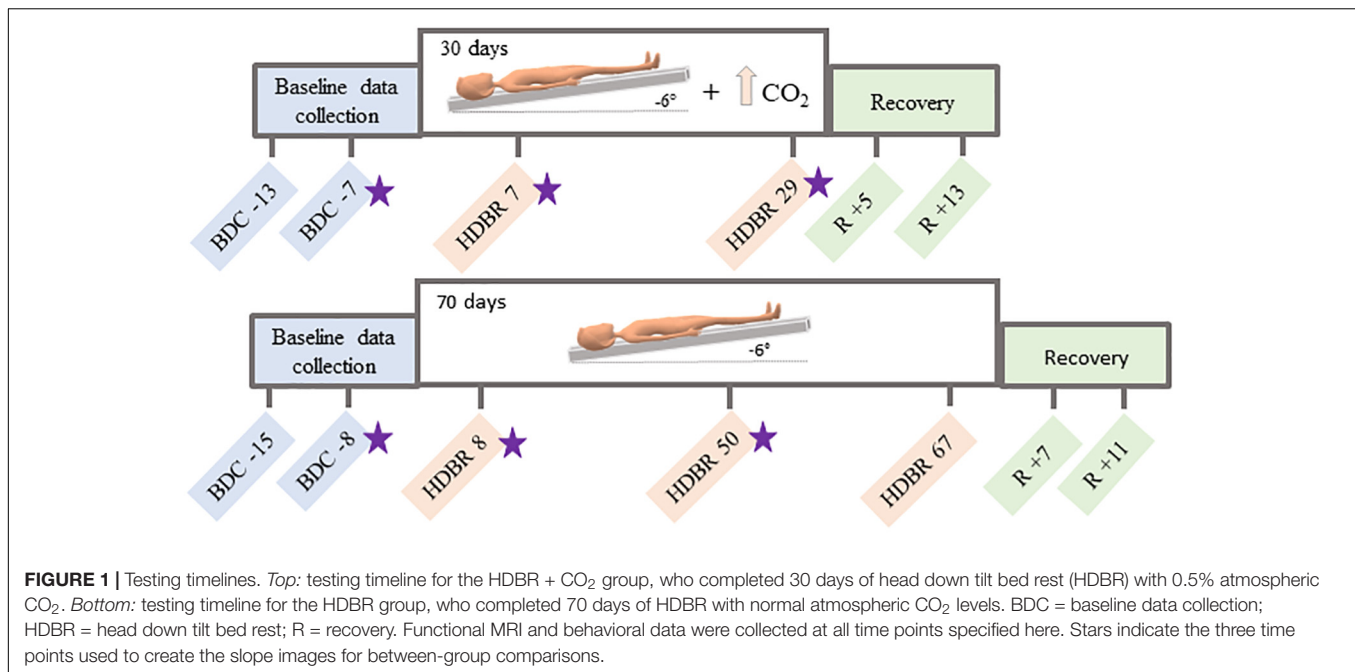 30 days
Baseline data
collection
-6°
+ CO₂
Recovery
BDC -13
BDC -7
HDBR 7
HDBR 29
R +5
R +13
70 days
Baseline data
collection
-6°
Recovery
BDC -15
BDC -8
HDBR 8
HDBR 50
HDBR 67
R +7
R +11
FIGURE 1 | Testing timelines. Top: testing timeline for the HDBR + CO₂ group, who completed 30 days of head down tilt bed rest (HDBR) with 0.5% atmospheric
CO₂. Bottom: testing timeline for the HDBR group, who completed 70 days of HDBR with normal atmospheric CO₂ levels. BDC = baseline data collection;
HDBR = head down tilt bed rest; R = recovery. Functional MRI and behavioral data were collected at all time points specified here. Stars indicate the three time
points used to create the slope images for between-group comparisons.